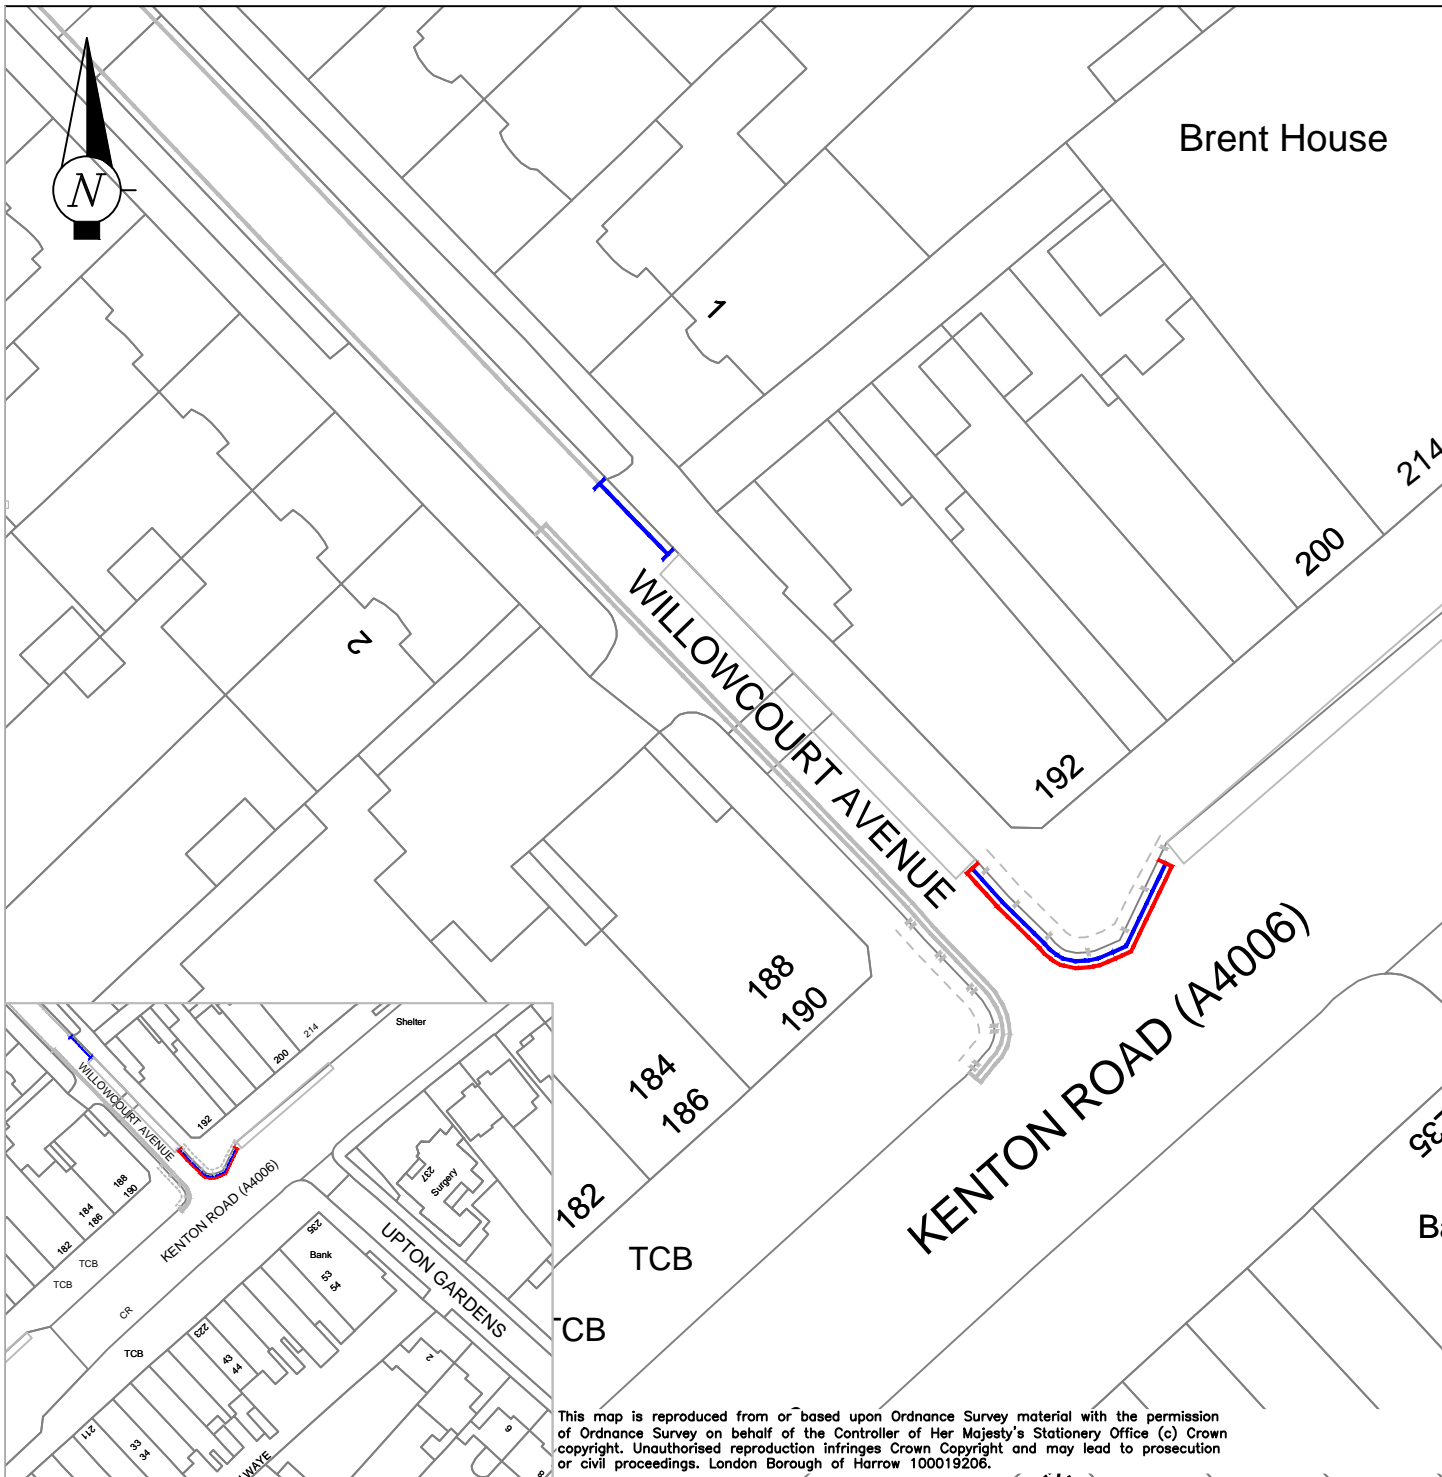 Brent House
N
1
214
200
2
WILLOWCOURT AVENUE
192
188
190
184
186
182
KENTON ROAD (A4006)
TCB
TCB
Shelter
214
200
WILLOWCOURT AVENUE
192
188
190
184
186
182
KENTON ROAD (A4006)
237
Surgery
TCB
TCB
235
Bank
53
54
UPTON GARDENS
CR
TCB
223
43
44
2
211
33
34
6
This map is reproduced from or based upon Ordnance Survey material with the permission
of Ordnance Survey on behalf of the Controller of Her Majesty's Stationery Office (c) Crown
copyright. Unauthorised reproduction infringes Crown Copyright and may lead to prosecution
or civil proceedings. London Borough of Harrow 100019206.